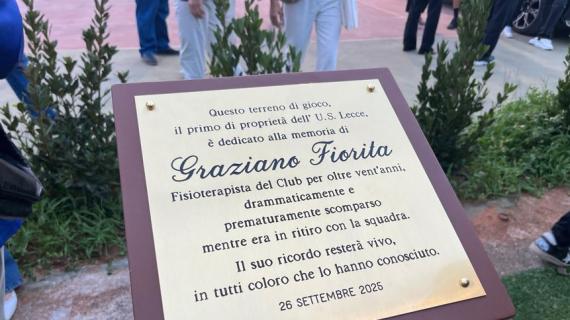 Questo terreno di gioco,
il primo di proprietà dell' U.S. Lecce,
è dedicato alla memoria di
Graziano Fiorita
Fisioterapista del Club per oltre vent'anni,
drammaticamente e
prematuramente scomparso
mentre era in ritiro con la squadra.
Il suo ricordo resterà vivo,
in tutti coloro che lo hanno conosciuto.
26 SETTEMBRE 2025